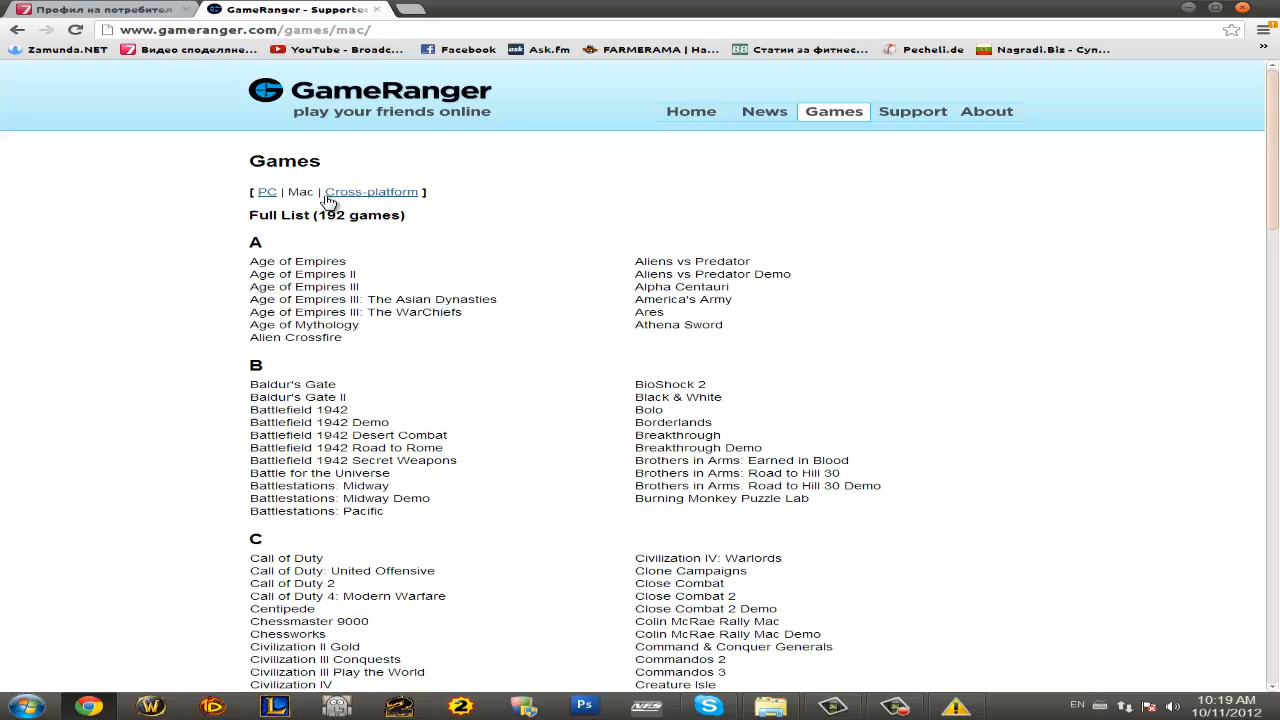 Профил на потребител
GameRanger - Supporte
www.gameranger.com/games/mac/
Zamunda.NET
Видео споделяне...
YouTube - Broadc...
Facebook
Ask.fm
FARMERAMA | На...
Статии за фитнес...
Pecheli.de
Nagradi.Biz - Суп...
»
GameRanger
play your friends online
Home News Games Support About
Games
[ PC | Mac | Cross-platform ]
Full List (192 games)
A
Age of Empires
Age of Empires II
Age of Empires III
Age of Empires III: The Asian Dynasties
Age of Empires III: The WarChiefs
Age of Mythology
Alien Crossfire
Aliens vs Predator
Aliens vs Predator Demo
Alpha Centauri
America's Army
Ares
Athena Sword
B
Baldur's Gate
Baldur's Gate II
Battlefield 1942
Battlefield 1942 Demo
Battlefield 1942 Desert Combat
Battlefield 1942 Road to Rome
Battlefield 1942 Secret Weapons
Battle for the Universe
Battlestations: Midway
Battlestations: Midway Demo
Battlestations: Pacific
BioShock 2
Black & White
Bolo
Borderlands
Breakthrough
Breakthrough Demo
Brothers in Arms: Earned in Blood
Brothers in Arms: Road to Hill 30
Brothers in Arms: Road to Hill 30 Demo
Burning Monkey Puzzle Lab
C
Call of Duty
Call of Duty: United Offensive
Call of Duty 2
Call of Duty 4: Modern Warfare
Centipede
Chessmaster 9000
Chessworks
Civilization II Gold
Civilization III Conquests
Civilization III Play the World
Civilization IV
Civilization IV: Warlords
Clone Campaigns
Close Combat
Close Combat 2
Close Combat 2 Demo
Colin McRae Rally Mac
Colin McRae Rally Mac Demo
Command & Conquer Generals
Commandos 2
Commandos 3
Creature Isle
EN
10:19 AM
10/11/2012